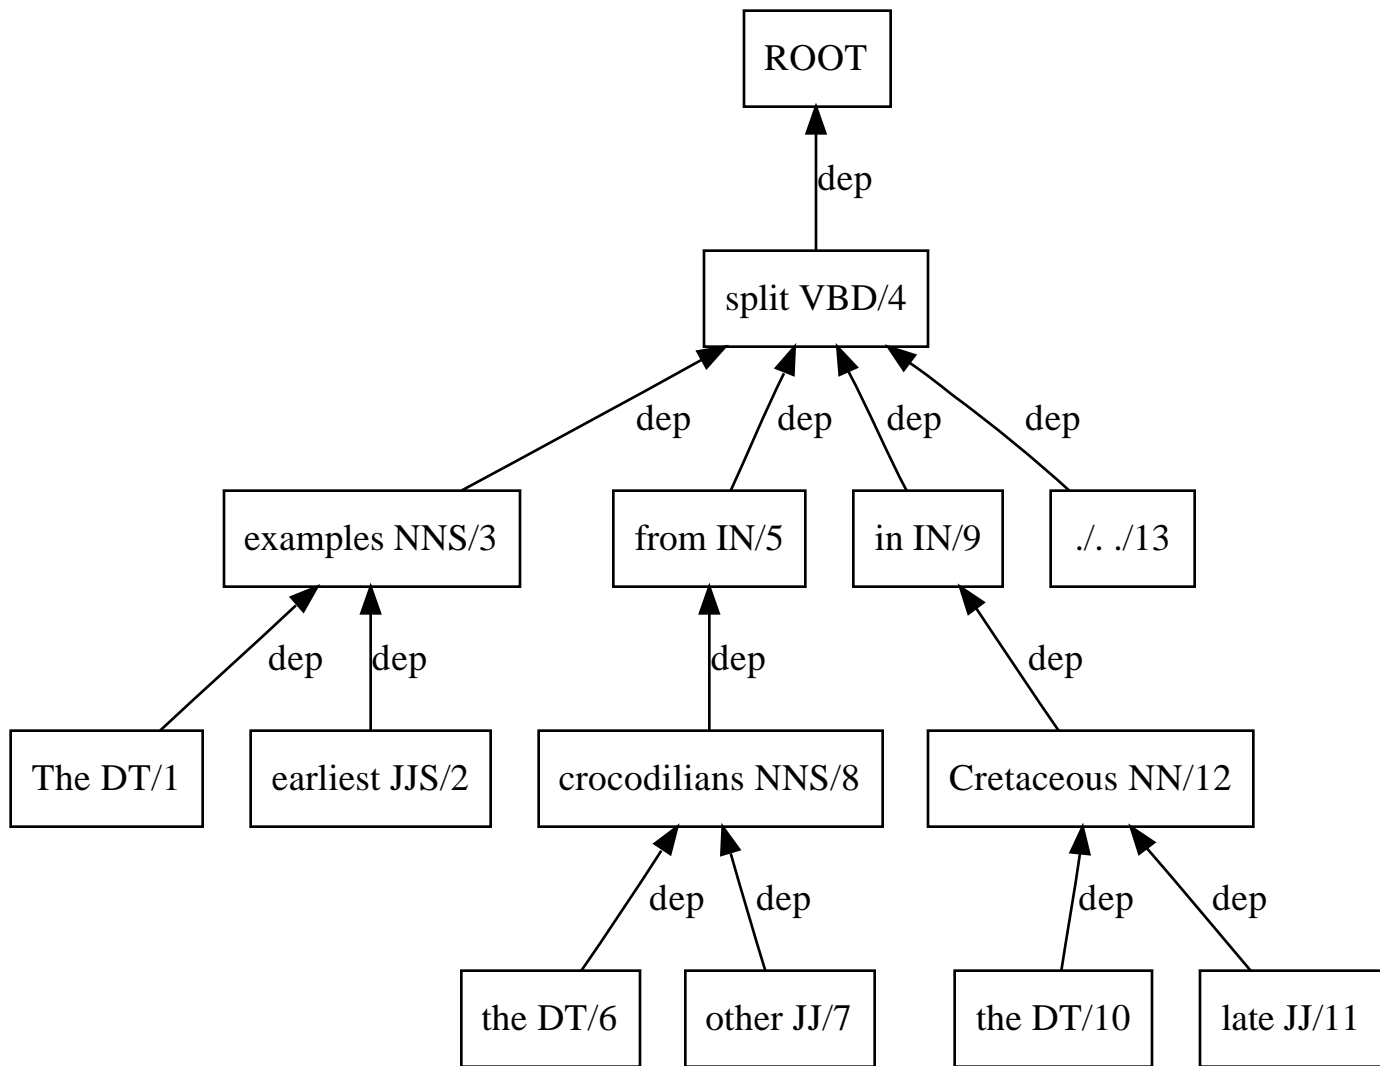 ROOT
dep
split VBD/4
dep dep dep dep
examples NNS/3 from IN/5 in IN/9 ./. ./13
dep dep dep dep
The DT/1 earliest JJS/2 crocodilians NNS/8 Cretaceous NN/12
dep dep dep dep
the DT/6 other JJ/7 the DT/10 late JJ/11